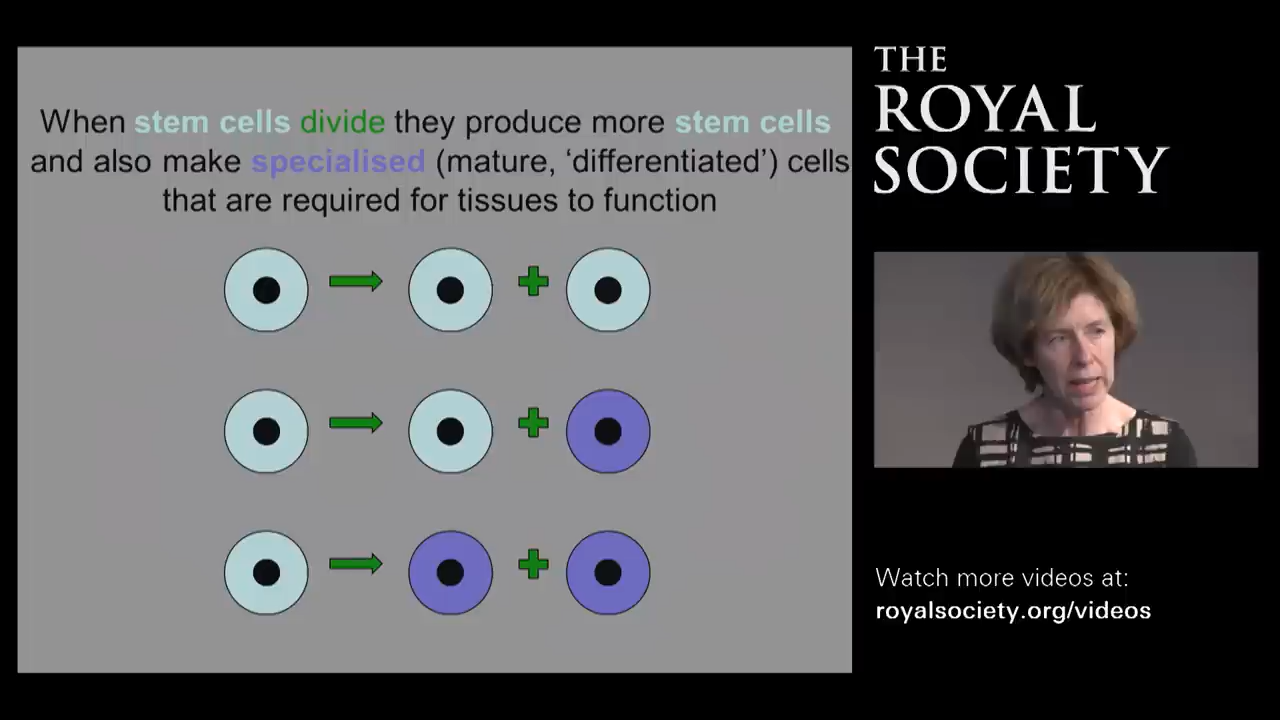 When stem cells divide they produce more stem cells
and also make specialised (mature, ‘differentiated’) cells
that are required for tissues to function
THE
ROYAL
SOCIETY
Watch more videos at:
royalsociety.org/videos